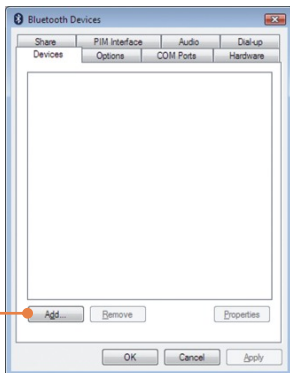 Bluetooth Devices
Share PIM Interface Audio Dial-up
Devices Options COM Ports Hardware
Add... Remove Properties
OK Cancel Apply